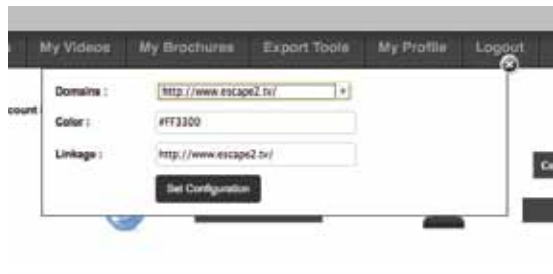 My Videos My Brochures Export Tools My Profile Logout
Domains : http://www.escape2.tv/
count
Color : #FF3300
Linkage : http://www.escape2.tv/
Set Configuration